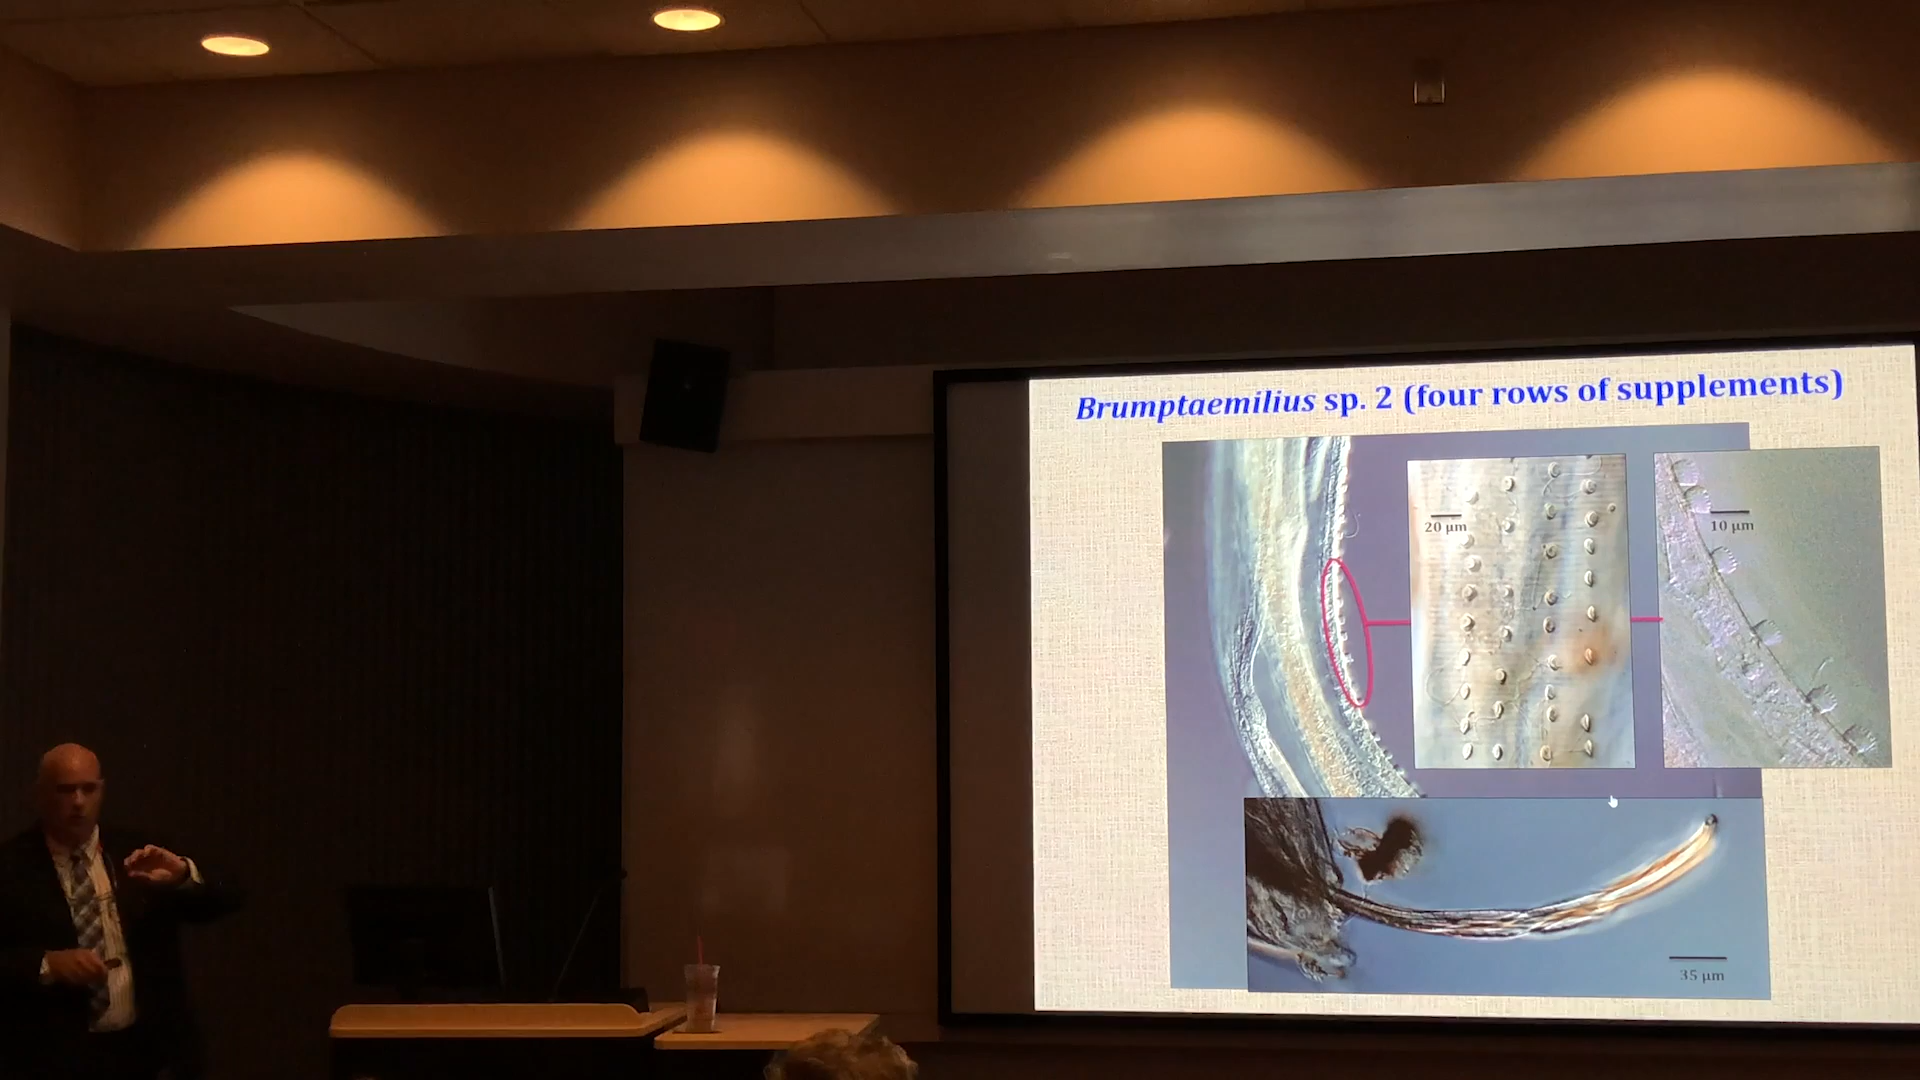 Brumptaemilius sp. 2 (four rows of supplements)
20 µm
10 µm
35 µm